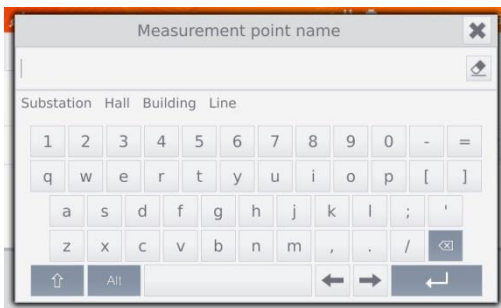 Measurement point name
Substation Hall Building Line
1 2 3 4 5 6 7 8 9 0 - =
q w e r t y u i o p [ ]
a s d f g h j k l ; '
z x c v b n m , . /
Alt